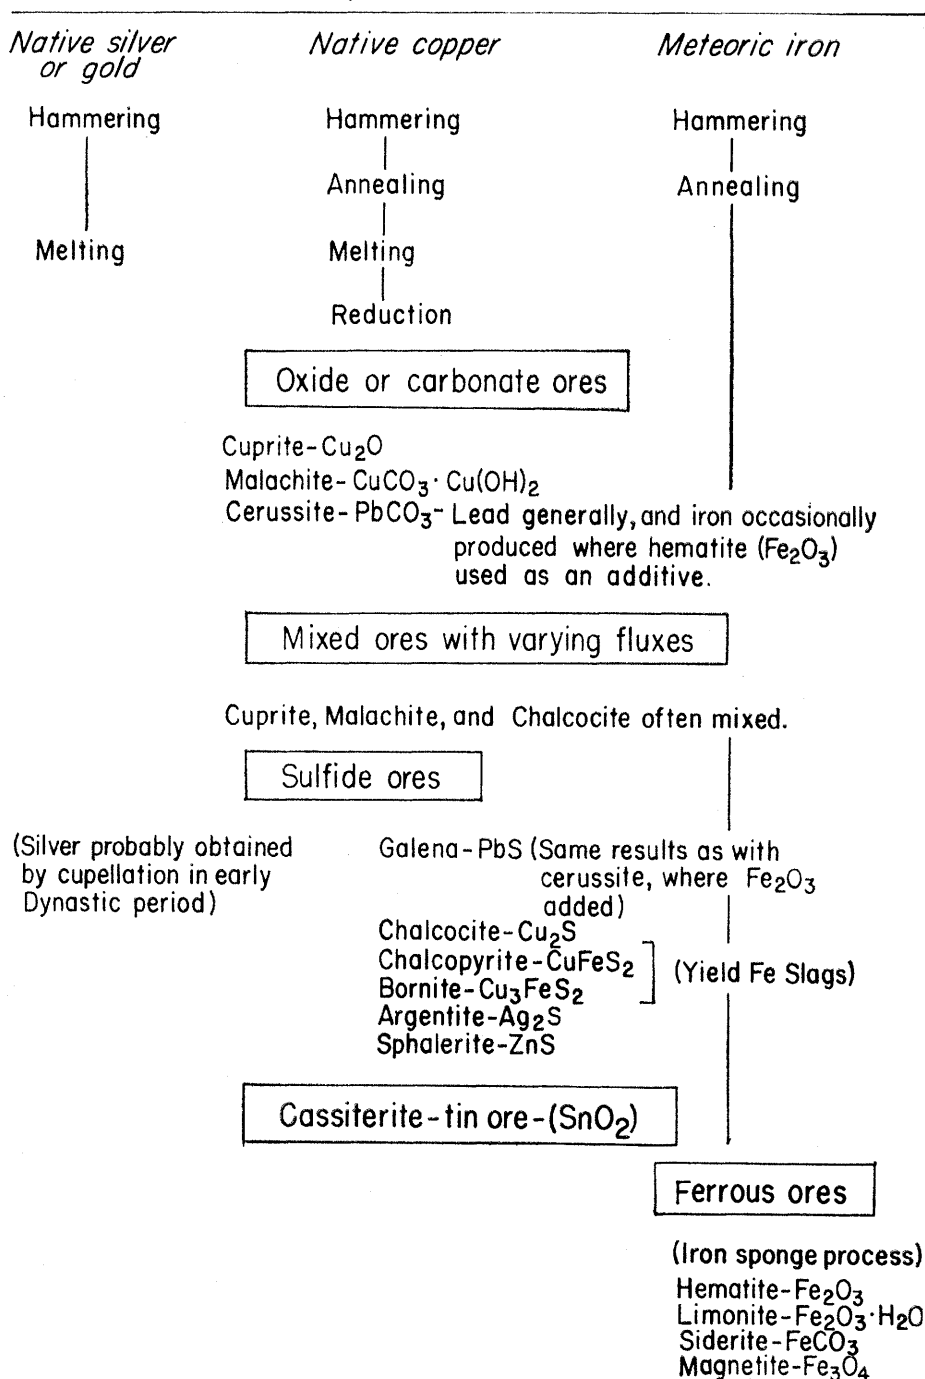 Native silver
or gold
Native copper
Meteoric iron
Hammering
Hammering
Hammering
Annealing
Annealing
Melting
Melting
Reduction
Oxide or carbonate ores
Cuprite-Cu₂O
Malachite-CuCO₃·Cu(OH)₂
Cerussite-PbCO₃- Lead generally, and iron occasionally
produced where hematite (Fe₂O₃)
used as an additive.
Mixed ores with varying fluxes
Cuprite, Malachite, and Chalcocite often mixed.
Sulfide ores
(Silver probably obtained
by cupellation in early
Dynastic period)
Galena-PbS (Same results as with
cerussite, where Fe₂O₃
added)
Chalcocite-Cu₂S
Chalcopyrite-CuFeS₂
Bornite-Cu₃FeS₂
(Yield Fe Slags)
Argentite-Ag₂S
Sphalerite-ZnS
Cassiterite-tin ore-(SnO₂)
Ferrous ores
(Iron sponge process)
Hematite-Fe₂O₃
Limonite-Fe₂O₃·H₂O
Siderite-FeCO₃
Magnetite-Fe₃O₄